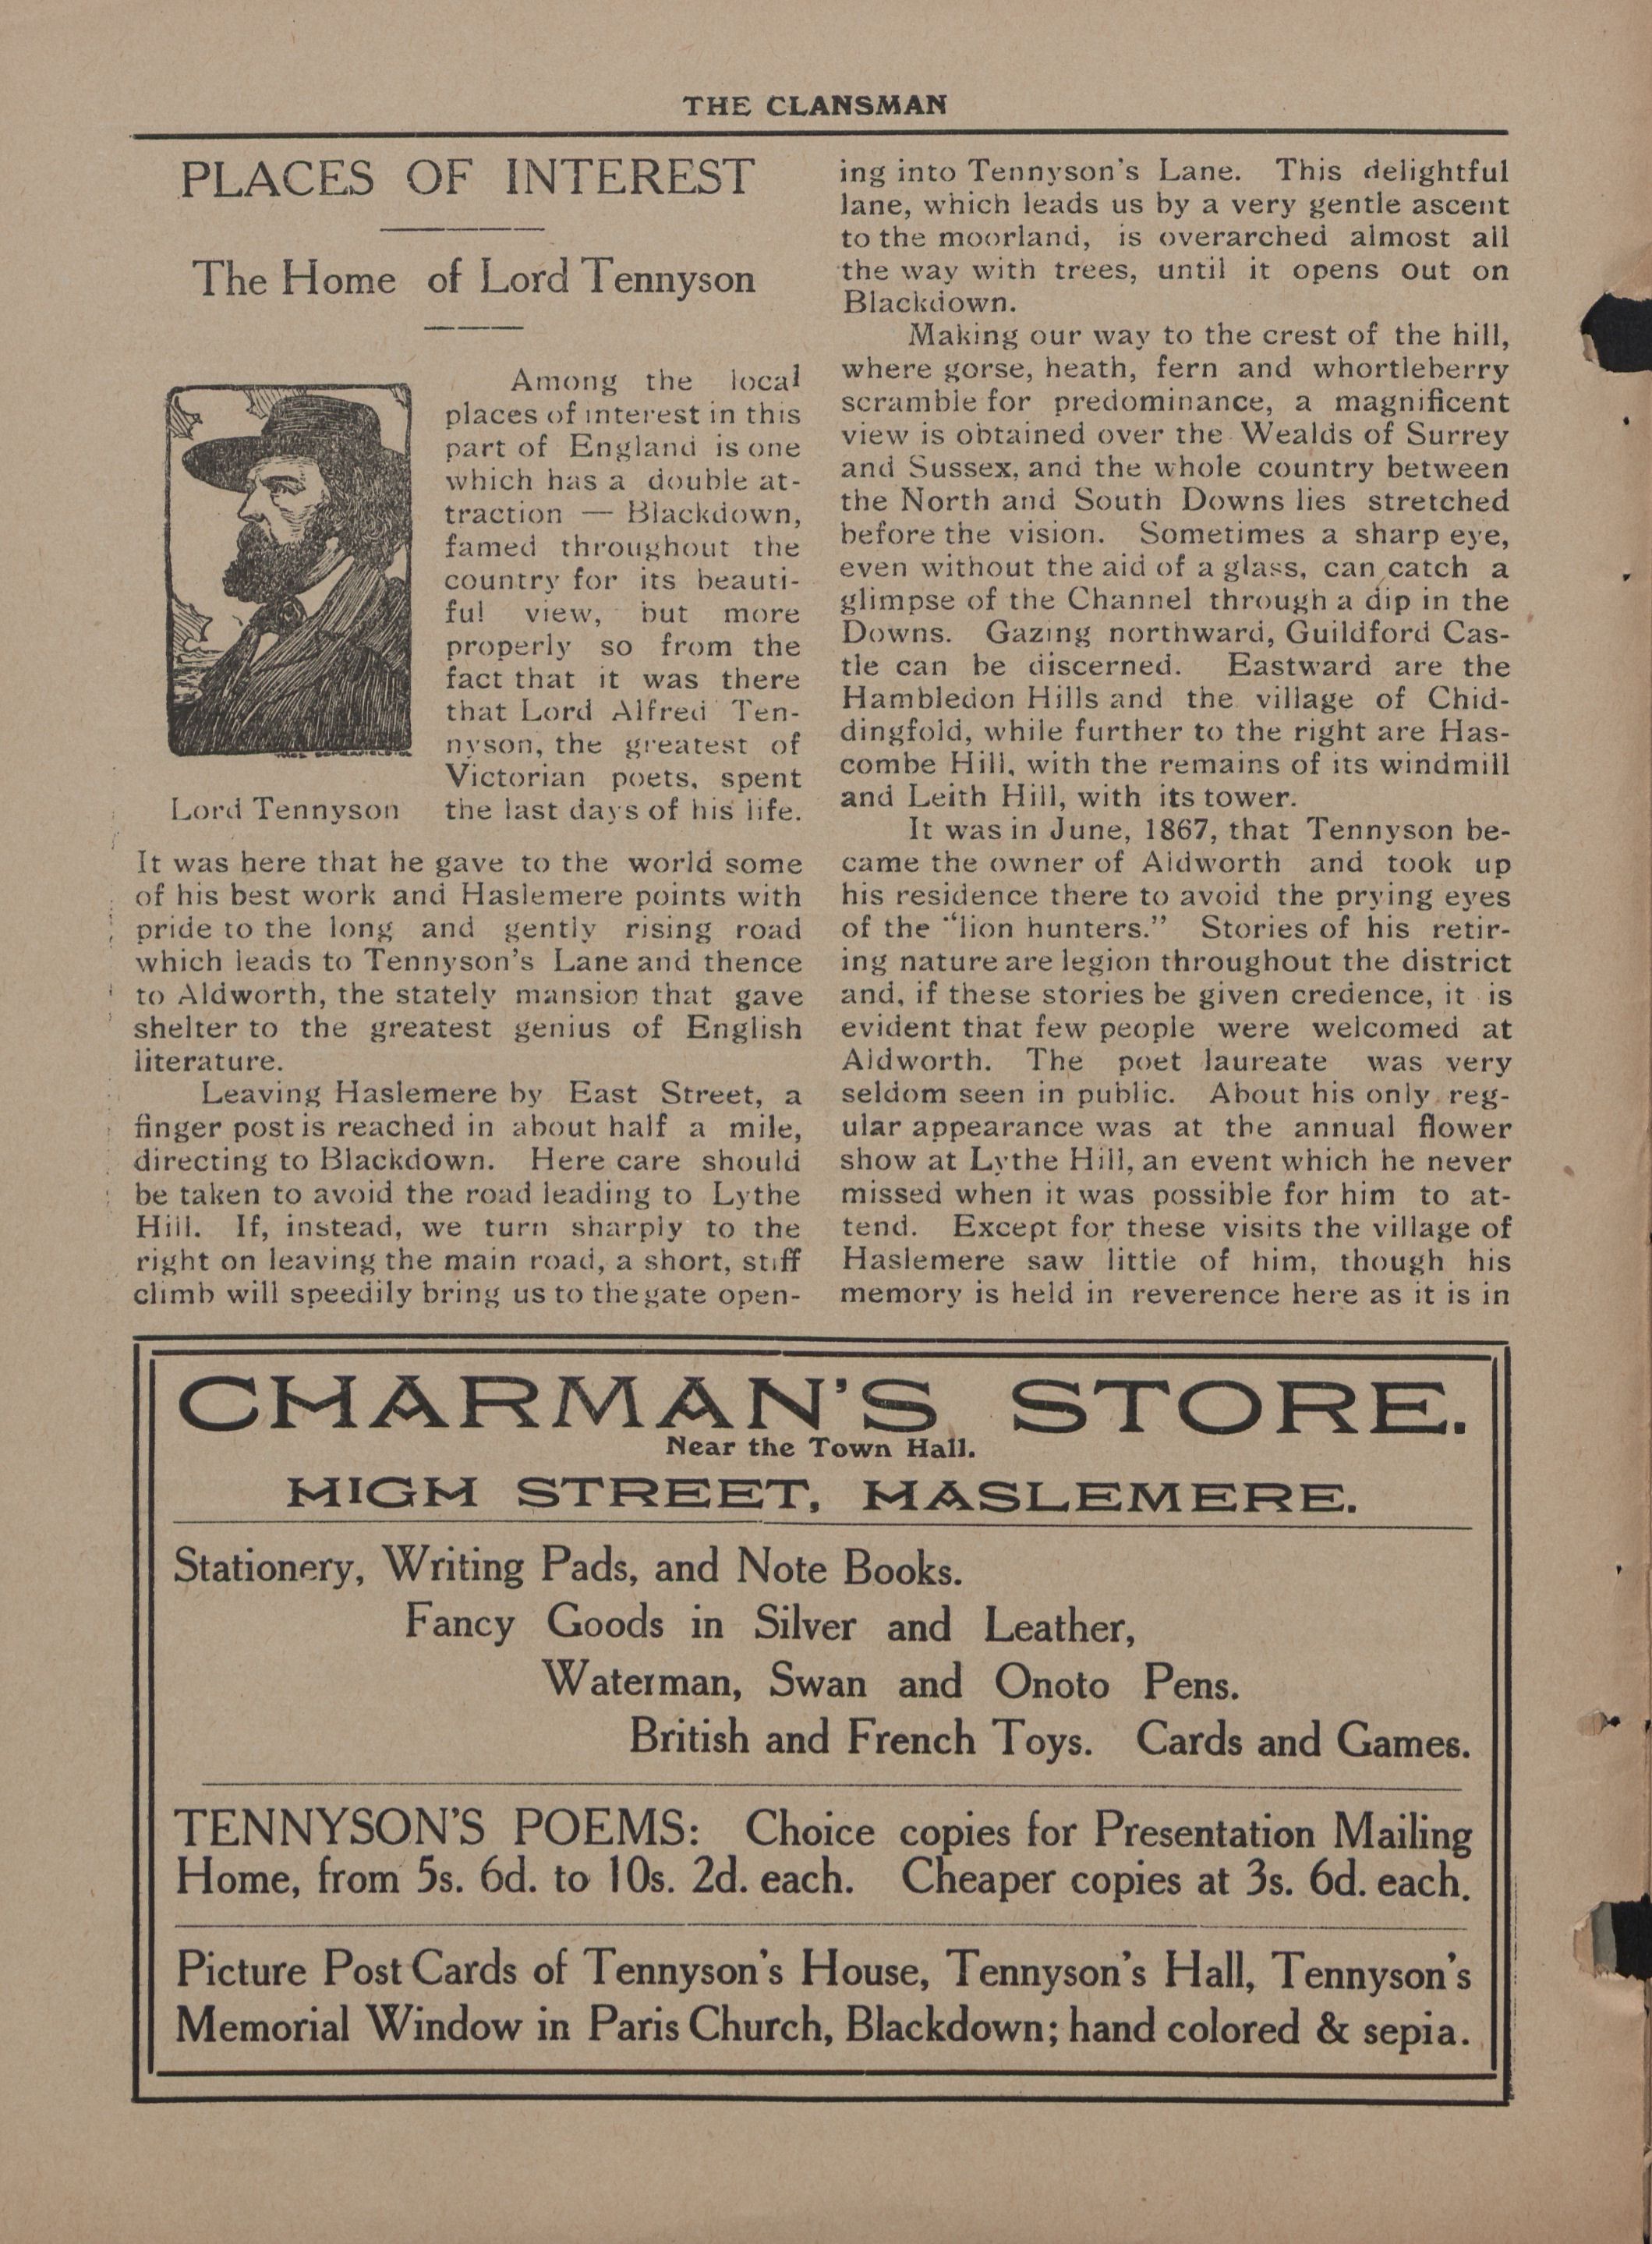 THE CLANSMAN
PLACES OF INTEREST
The Home of Lord Tennyson
Among the local
places of interest in this
part of England is one
which has a double at-
traction — Blackdown,
famed throughout the
country for its beauti-
ful view, but more
properly so from the
fact that it was there
that Lord Alfred Ten-
nyson, the greatest of
Victorian poets, spent
the last days of his life.
Lord Tennyson
It was here that he gave to the world some
of his best work and Haslemere points with
pride to the long and gently rising road
which leads to Tennyson's Lane and thence
to Aldworth, the stately mansion that gave
shelter to the greatest genius of English
literature.
Leaving Haslemere by East Street, a
finger post is reached in about half a mile,
directing to Blackdown. Here care should
be taken to avoid the road leading to Lythe
Hill. If, instead, we turn sharply to the
right on leaving the main road, a short, stiff
climb will speedily bring us to the gate open-
ing into Tennyson's Lane. This delightful
lane, which leads us by a very gentle ascent
to the moorland, is overarched almost all
the way with trees, until it opens out on
Blackdown.
Making our way to the crest of the hill,
where gorse, heath, fern and whortleberry
scramble for predominance, a magnificent
view is obtained over the Wealds of Surrey
and Sussex, and the whole country between
the North and South Downs lies stretched
before the vision. Sometimes a sharp eye,
even without the aid of a glass, can catch a
glimpse of the Channel through a dip in the
Downs. Gazing northward, Guildford Cas-
tle can be discerned. Eastward are the
Hambledon Hills and the village of Chid-
dingfold, while further to the right are Has-
combe Hill, with the remains of its windmill
and Leith Hill, with its tower.
It was in June, 1867, that Tennyson be-
came the owner of Aldworth and took up
his residence there to avoid the prying eyes
of the "lion hunters." Stories of his retir-
ing nature are legion throughout the district
and, if these stories be given credence, it is
evident that few people were welcomed at
Aldworth. The poet laureate was very
seldom seen in public. About his only reg-
ular appearance was at the annual flower
show at Lythe Hill, an event which he never
missed when it was possible for him to at-
tend. Except for these visits the village of
Haslemere saw little of him, though his
memory is held in reverence here as it is in
CHARMAN'S STORE.
Near the Town Hall.
HIGH STREET, HASLEMERE.
Stationery, Writing Pads, and Note Books.
Fancy Goods in Silver and Leather,
Waterman, Swan and Onoto Pens.
British and French Toys. Cards and Games.
TENNYSON'S POEMS: Choice copies for Presentation Mailing
Home, from 5s. 6d. to 10s. 2d. each. Cheaper copies at 3s. 6d. each.
Picture Post Cards of Tennyson's House, Tennyson's Hall, Tennyson's
Memorial Window in Paris Church, Blackdown; hand colored & sepia.